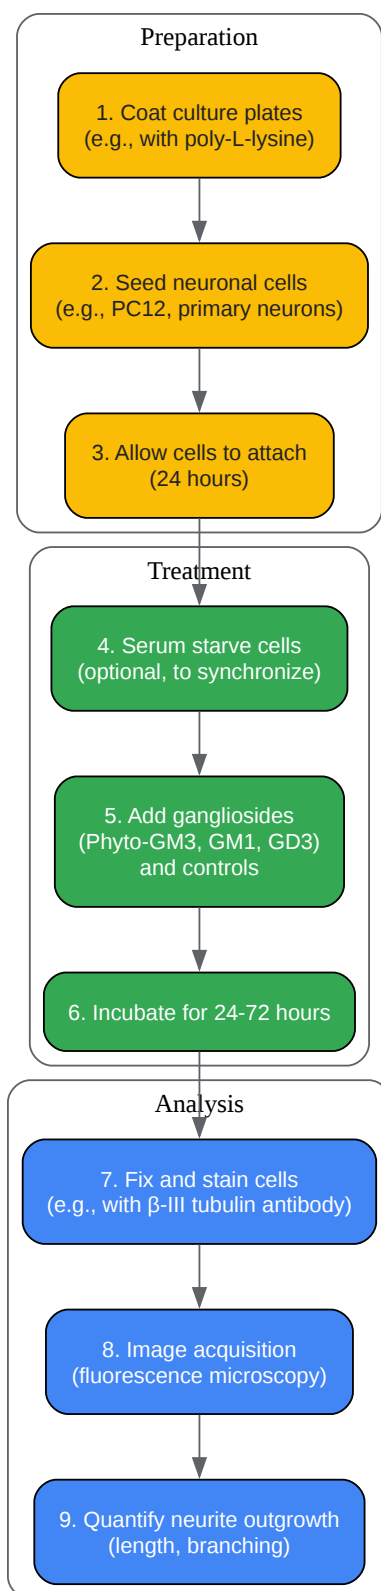 Preparation
1. Coat culture plates
(e.g., with poly-L-lysine)
2. Seed neuronal cells
(e.g., PC12, primary neurons)
3. Allow cells to attach
(24 hours)
Treatment
4. Serum starve cells
(optional, to synchronize)
5. Add gangliosides
(Phyto-GM3, GM1, GD3)
and controls
6. Incubate for 24-72 hours
Analysis
7. Fix and stain cells
(e.g., with β-III tubulin antibody)
8. Image acquisition
(fluorescence microscopy)
9. Quantify neurite outgrowth
(length, branching)